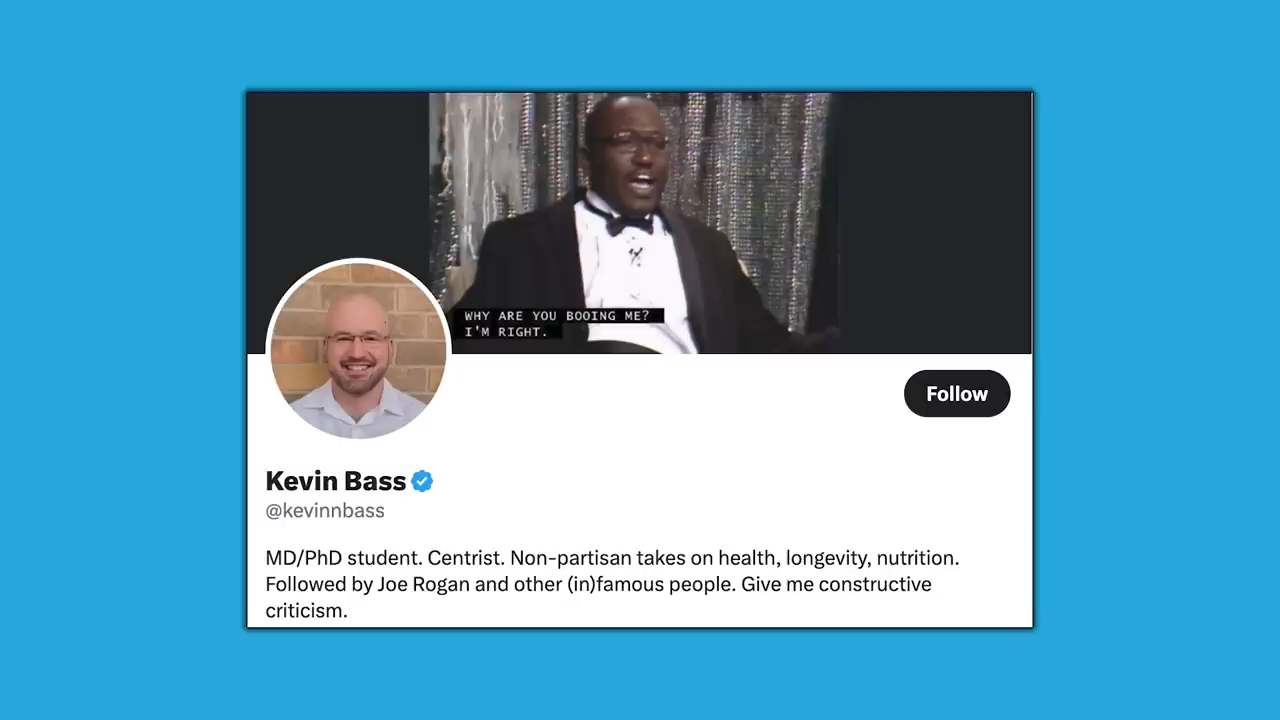 WHY ARE YOU BOOING ME?
I'M RIGHT.
Follow
Kevin Bass
@kevinnbass
MD/PhD student. Centrist. Non-partisan takes on health, longevity, nutrition.
Followed by Joe Rogan and other (in)famous people. Give me constructive
criticism.